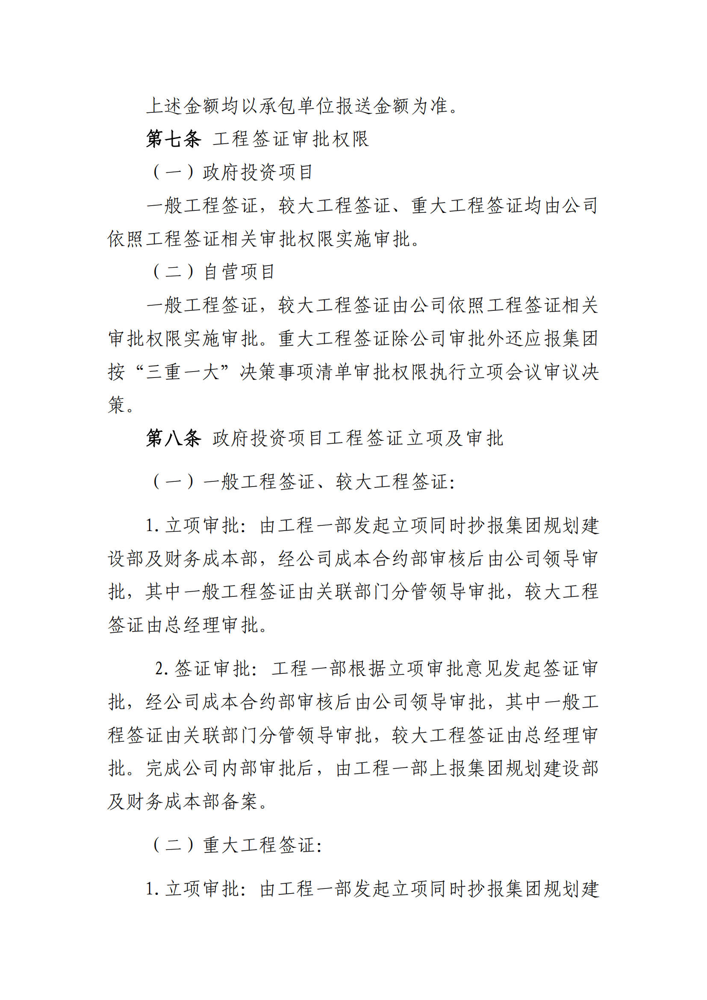 上述金额均以承包单位报送金额为准。
第七条 工程签证审批权限
（一）政府投资项目
一般工程签证，较大工程签证、重大工程签证均由公司
依照工程签证相关审批权限实施审批。
（二）自营项目
一般工程签证，较大工程签证由公司依照工程签证相关
审批权限实施审批。重大工程签证除公司审批外还应报集团
按“三重一大”决策事项清单审批权限执行立项会议审议决
策。
第八条 政府投资项目工程签证立项及审批
（一）一般工程签证、较大工程签证：
1.立项审批：由工程一部发起立项同时抄报集团规划建
设部及财务成本部，经公司成本合约部审核后由公司领导审
批，其中一般工程签证由关联部门分管领导审批，较大工程
签证由总经理审批。
2.签证审批：工程一部根据立项审批意见发起签证审
批，经公司成本合约部审核后由公司领导审批，其中一般工
程签证由关联部门分管领导审批，较大工程签证由总经理审
批。完成公司内部审批后，由工程一部上报集团规划建设部
及财务成本部备案。
（二）重大工程签证：
1.立项审批：由工程一部发起立项同时抄报集团规划建